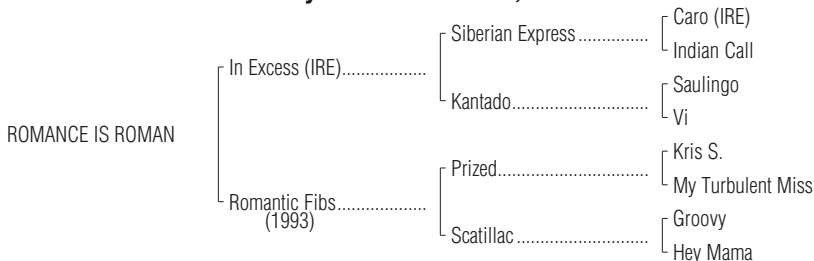 Caro (IRE)
Siberian Express...............
Indian Call
In Excess (IRE)..................
Saulingo
Kantado............................
Vi
ROMANCE IS ROMAN
Kris S.
Prized...............................
My Turbulent Miss
Romantic Fibs..................
(1993)
Groovy
Scatillac ..........................
Hey Mama